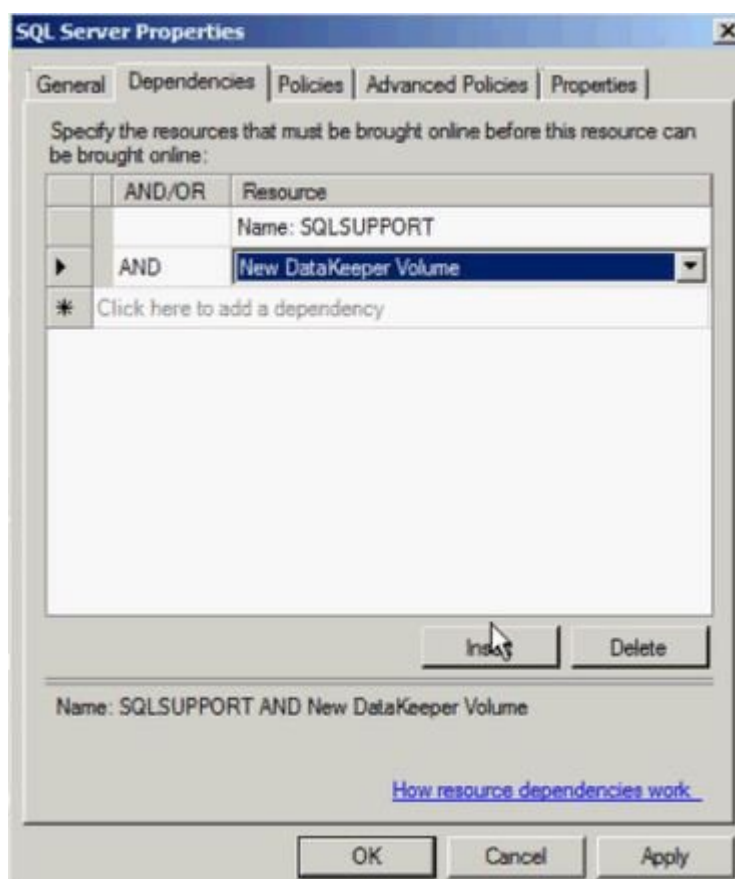 SQL Server Properties
General Dependencies Policies Advanced Policies Properties
Specify the resources that must be brought online before this resource can
be brought online:
AND/OR Resource
Name: SQLSUPPORT
AND New DataKeeper Volume
Click here to add a dependency
Insert Delete
Name: SQLSUPPORT AND New DataKeeper Volume
How resource dependencies work
OK Cancel Apply